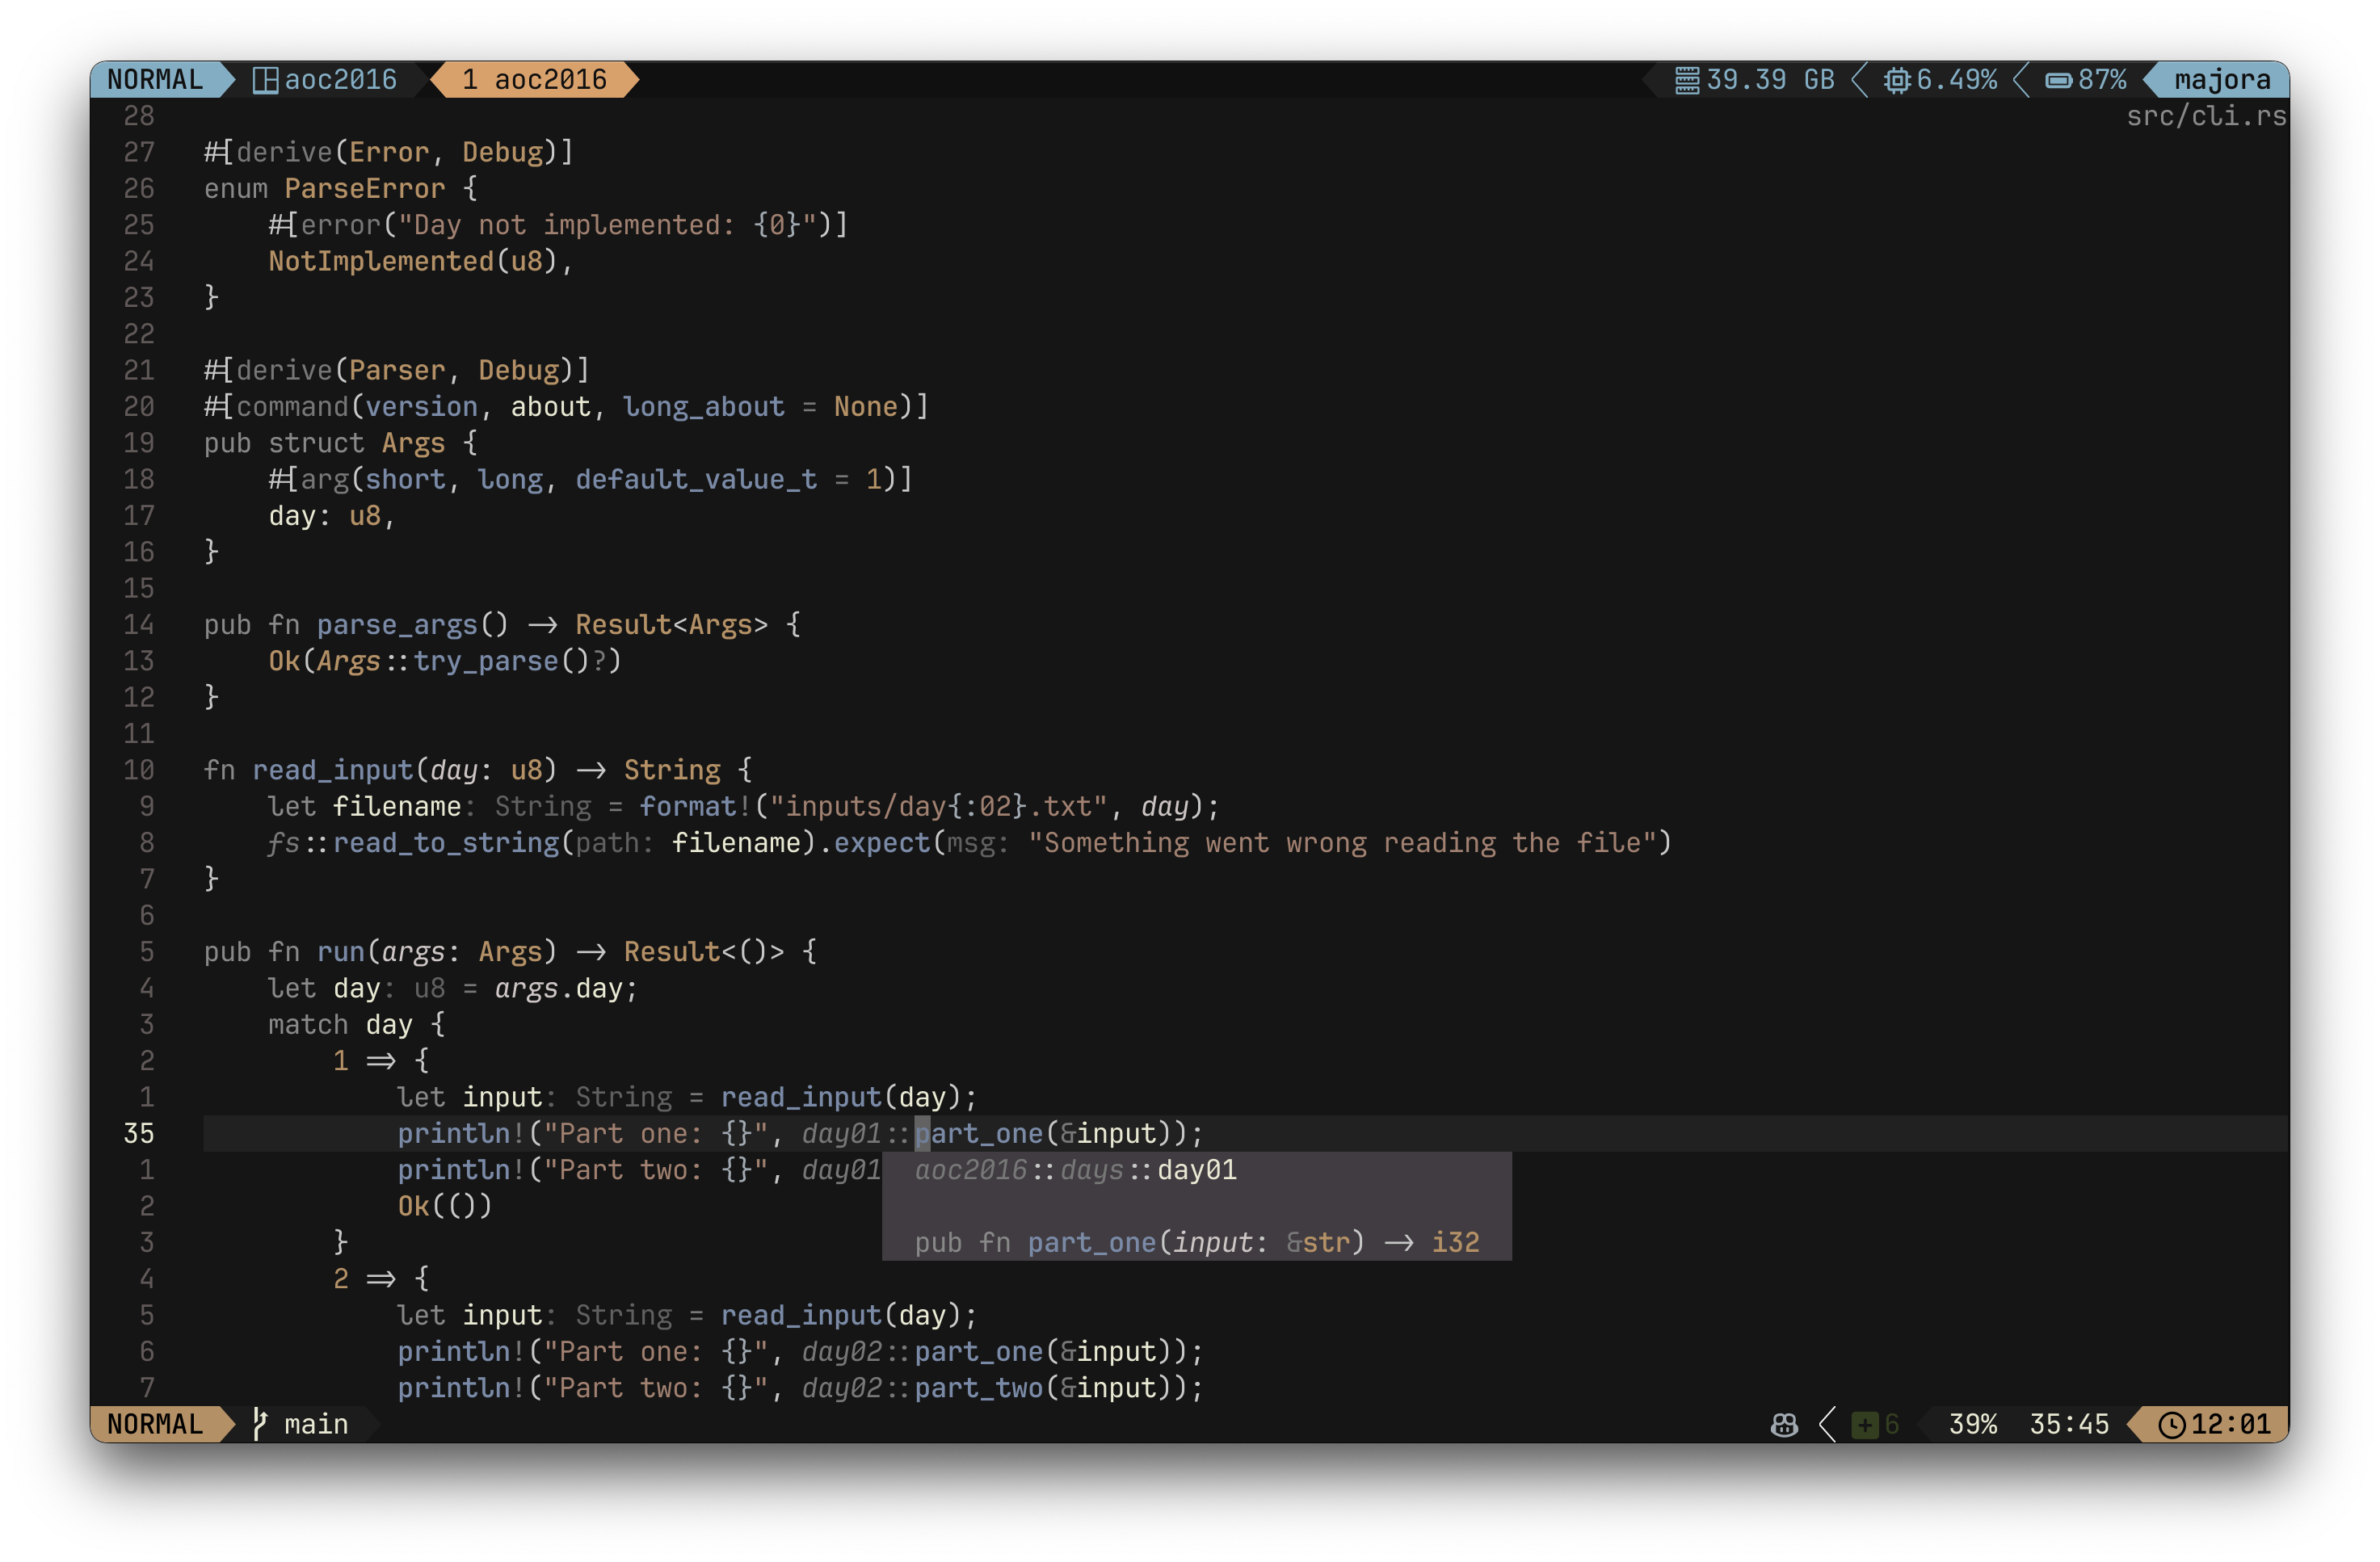 NORMAL aoc2016 1 aoc2016 39.39 GB 6.49% 87% majora
28 src/cli.rs
27 #[derive(Error, Debug)]
26 enum ParseError {
25     #[error("Day not implemented: {0}")]
24     NotImplemented(u8),
23 }
22
21 #[derive(Parser, Debug)]
20 #[command(version, about, long_about = None)]
19 pub struct Args {
18     #[arg(short, long, default_value_t = 1)]
17     day: u8,
16 }
15
14 pub fn parse_args() -> Result<Args> {
13     Ok(Args::try_parse()?)
12 }
11
10 fn read_input(day: u8) -> String {
9     let filename: String = format!("inputs/day{:02}.txt", day);
8     fs::read_to_string(path: filename).expect(msg: "Something went wrong reading the file")
7 }
6
5 pub fn run(args: Args) -> Result<()> {
4     let day: u8 = args.day;
3     match day {
2         1 => {
1             let input: String = read_input(day);
35             println!("Part one: {}", day01::part_one(&input));
1             println!("Part two: {}", day01 aoc2016::days::day01
2             Ok(())
3         } pub fn part_one(input: &str) -> i32
4         2 => {
5             let input: String = read_input(day);
6             println!("Part one: {}", day02::part_one(&input));
7             println!("Part two: {}", day02::part_two(&input));
NORMAL main +6 39% 35:45 12:01